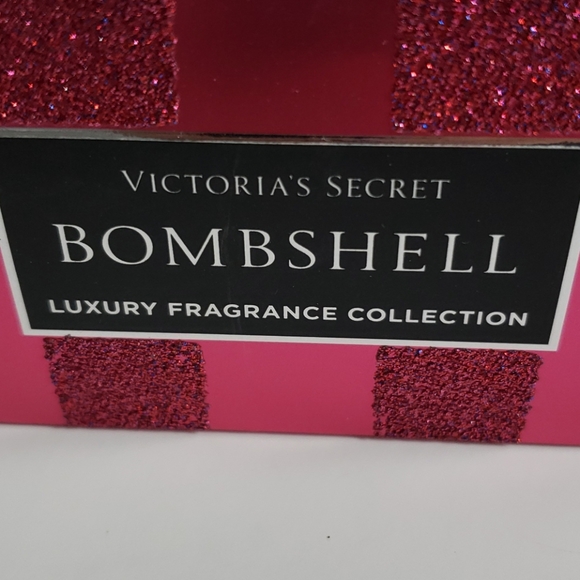 VICTORIA'S SECRET
BOMBSHELL
LUXURY FRAGRANCE COLLECTION